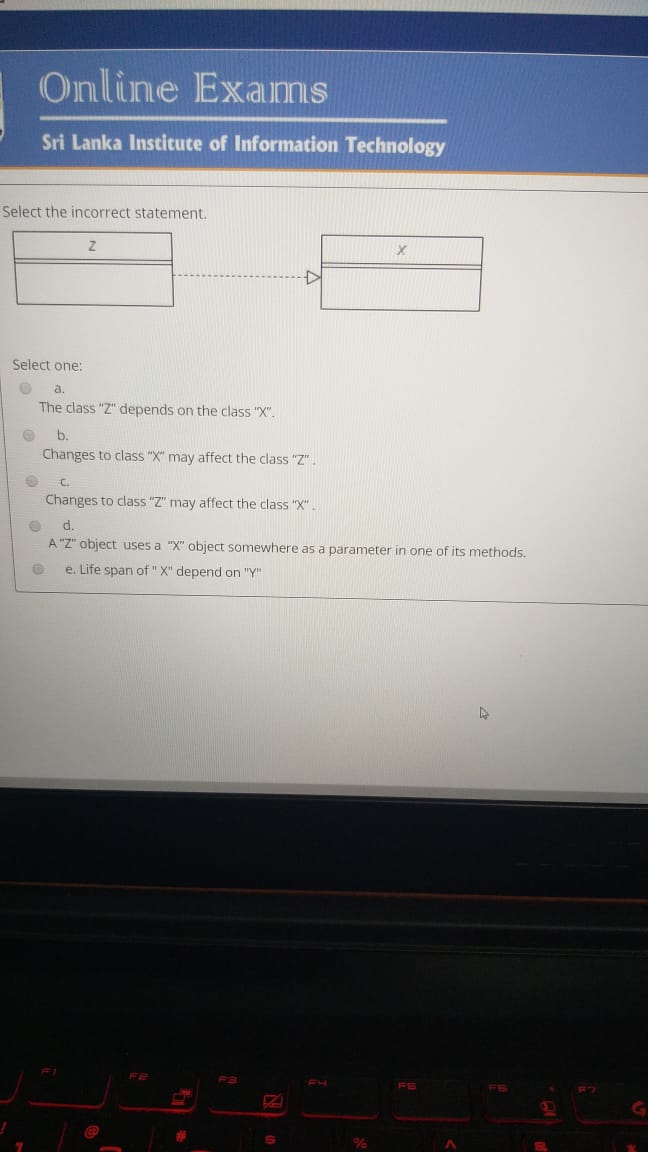 Online Exams
Sri Lanka Institute of Information Technology
Select the incorrect statement.
Z
X
Select one:
a.
The class "Z" depends on the class "X".
b.
Changes to class "X" may affect the class "Z" .
c.
Changes to class "Z" may affect the class "X" .
d.
A "Z" object uses a "X" object somewhere as a parameter in one of its methods.
e. Life span of " X" depend on "Y"
F1 F2 F3 F4 F5 F6 F7
! @ # $ % ^